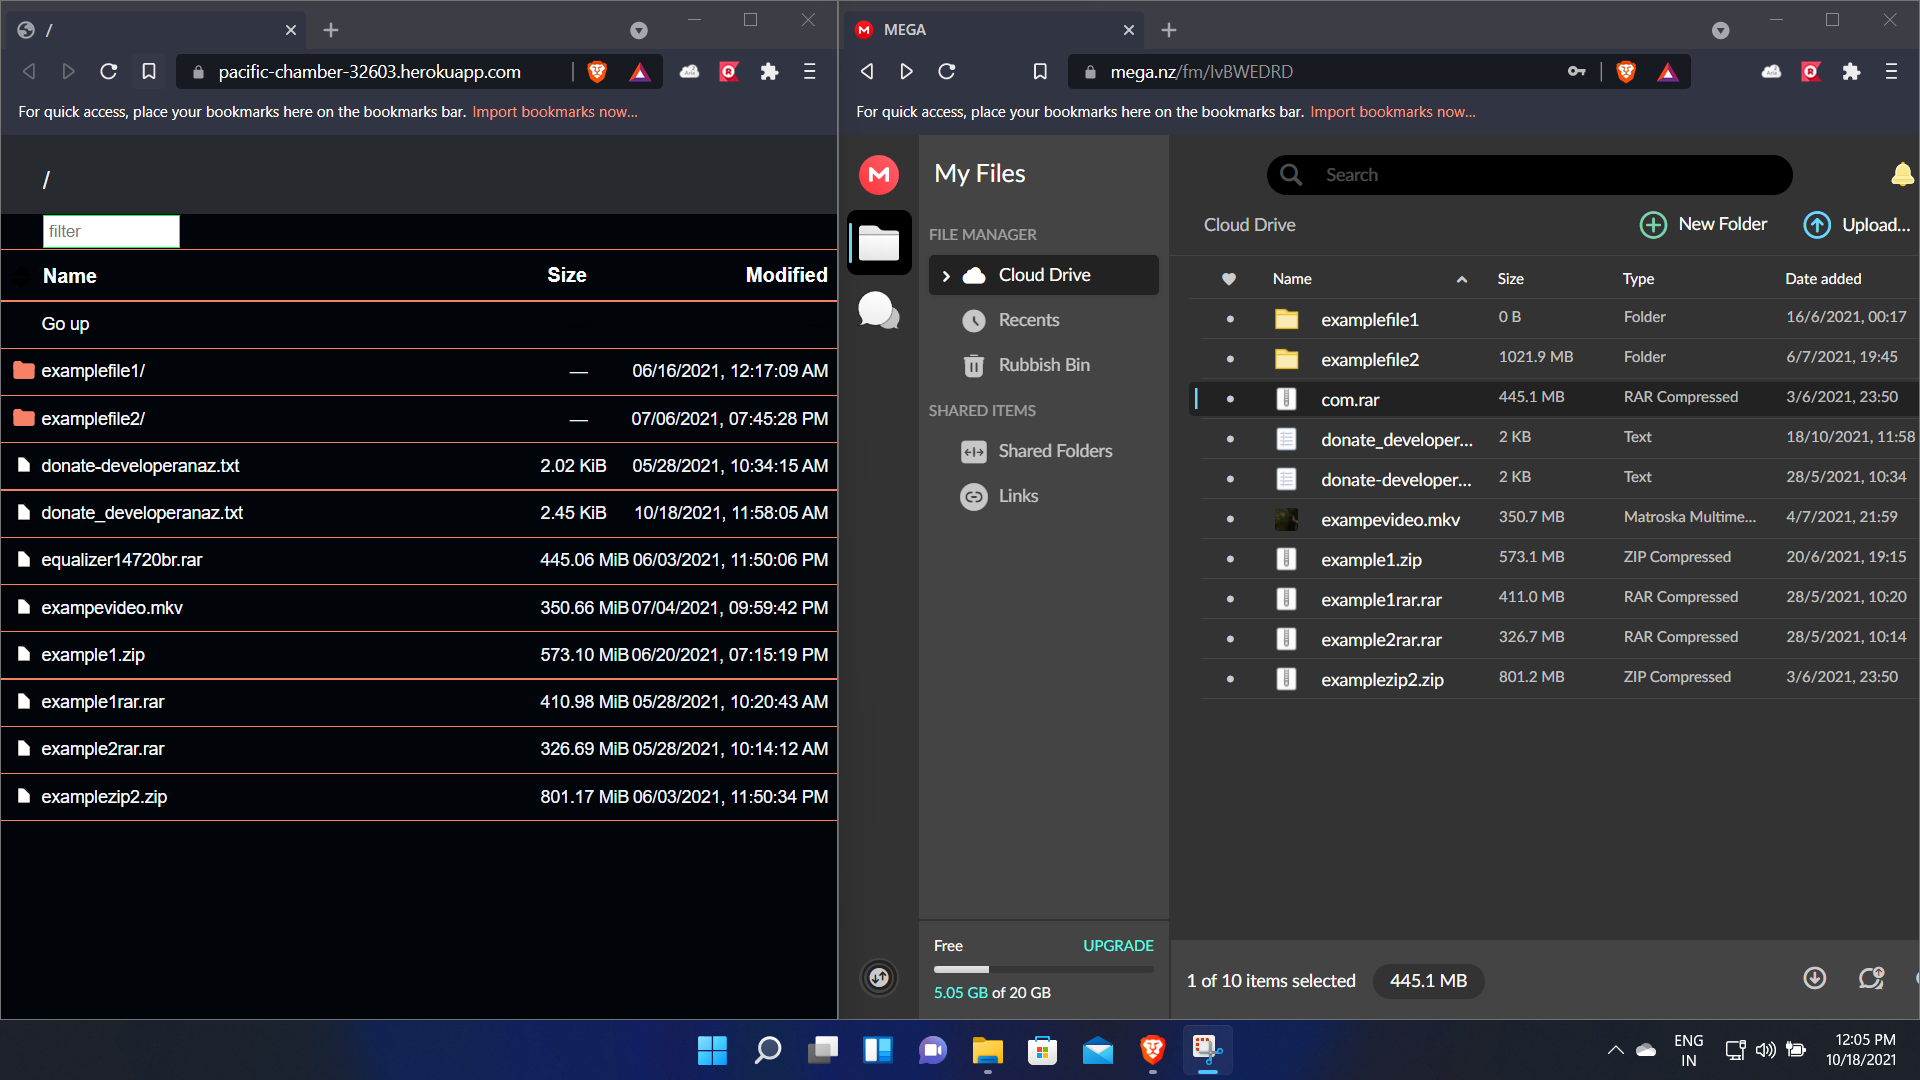 /
pacific-chamber-32603.herokuapp.com
For quick access, place your bookmarks here on the bookmarks bar. Import bookmarks now...
/
filter
Name Size Modified
Go up
examplefile1/ — 06/16/2021, 12:17:09 AM
examplefile2/ — 07/06/2021, 07:45:28 PM
donate-developeranaz.txt 2.02 KiB 05/28/2021, 10:34:15 AM
donate_developeranaz.txt 2.45 KiB 10/18/2021, 11:58:05 AM
equalizer14720br.rar 445.06 MiB 06/03/2021, 11:50:06 PM
exampevideo.mkv 350.66 MiB 07/04/2021, 09:59:42 PM
example1.zip 573.10 MiB 06/20/2021, 07:15:19 PM
example1rar.rar 410.98 MiB 05/28/2021, 10:20:43 AM
example2rar.rar 326.69 MiB 05/28/2021, 10:14:12 AM
examplezip2.zip 801.17 MiB 06/03/2021, 11:50:34 PM
M MEGA
mega.nz/fm/IvBWEDRD
For quick access, place your bookmarks here on the bookmarks bar. Import bookmarks now...
M
My Files
FILE MANAGER
Cloud Drive
Recents
Rubbish Bin
SHARED ITEMS
Shared Folders
Links
Free UPGRADE
5.05 GB of 20 GB
Search
Cloud Drive New Folder Upload...
Name Size Type Date added
examplefile1 0 B Folder 16/6/2021, 00:17
examplefile2 1021.9 MB Folder 6/7/2021, 19:45
com.rar 445.1 MB RAR Compressed 3/6/2021, 23:50
donate_developer... 2 KB Text 18/10/2021, 11:58
donate-developer... 2 KB Text 28/5/2021, 10:34
exampevideo.mkv 350.7 MB Matroska Multime... 4/7/2021, 21:59
example1.zip 573.1 MB ZIP Compressed 20/6/2021, 19:15
example1rar.rar 411.0 MB RAR Compressed 28/5/2021, 10:20
example2rar.rar 326.7 MB RAR Compressed 28/5/2021, 10:14
examplezip2.zip 801.2 MB ZIP Compressed 3/6/2021, 23:50
1 of 10 items selected 445.1 MB
ENG
IN
12:05 PM
10/18/2021